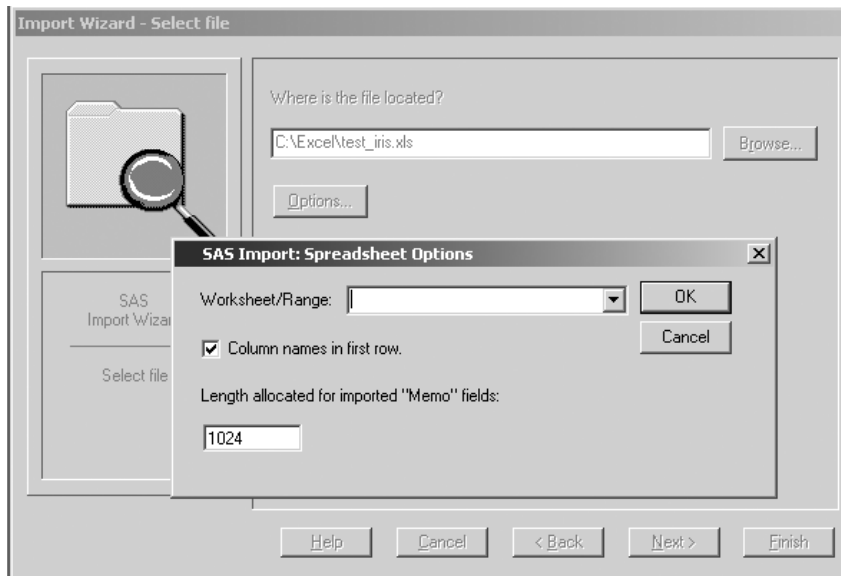 Import Wizard - Select file
Where is the file located?
C:\Excel\test_iris.xls
Browse...
Options...
SAS Import: Spreadsheet Options
SAS
Import Wizar
Select file
Worksheet/Range:
OK
Cancel
Column names in first row.
Length allocated for imported "Memo" fields:
1024
Help
Cancel
< Back
Next >
Finish